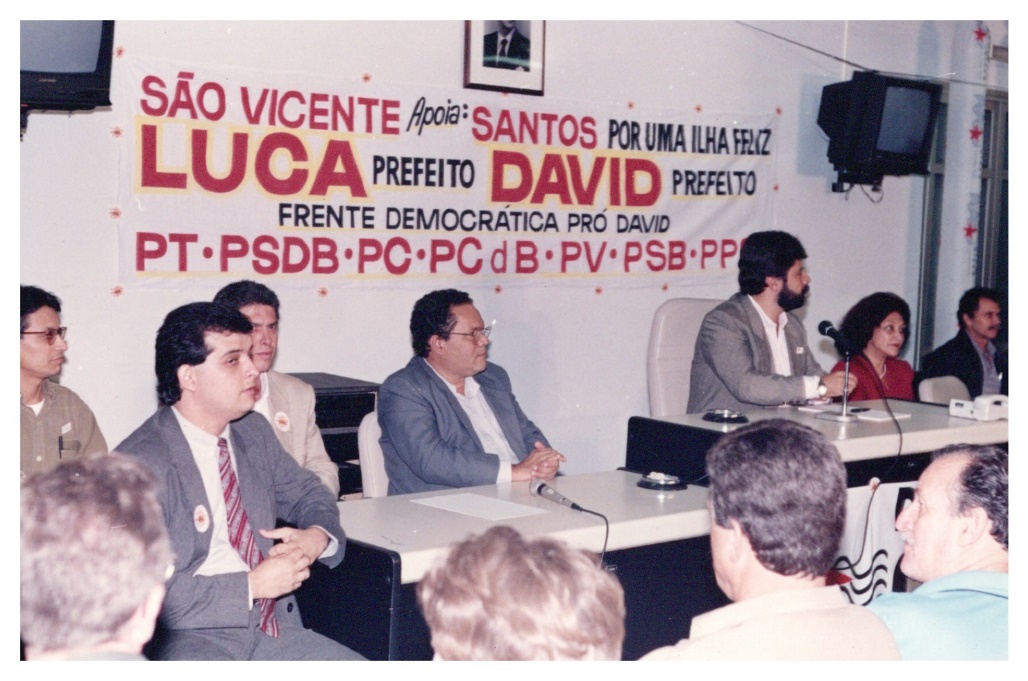 SÃO VICENTE Apoia: SANTOS POR UMA ILHA FELIZ
LUCA PREFEITO DAVID PREFEITO
FRENTE DEMOCRÁTICA PRÓ DAVID
PT • PSDB • PC • PCdB • PV • PSB • PPS